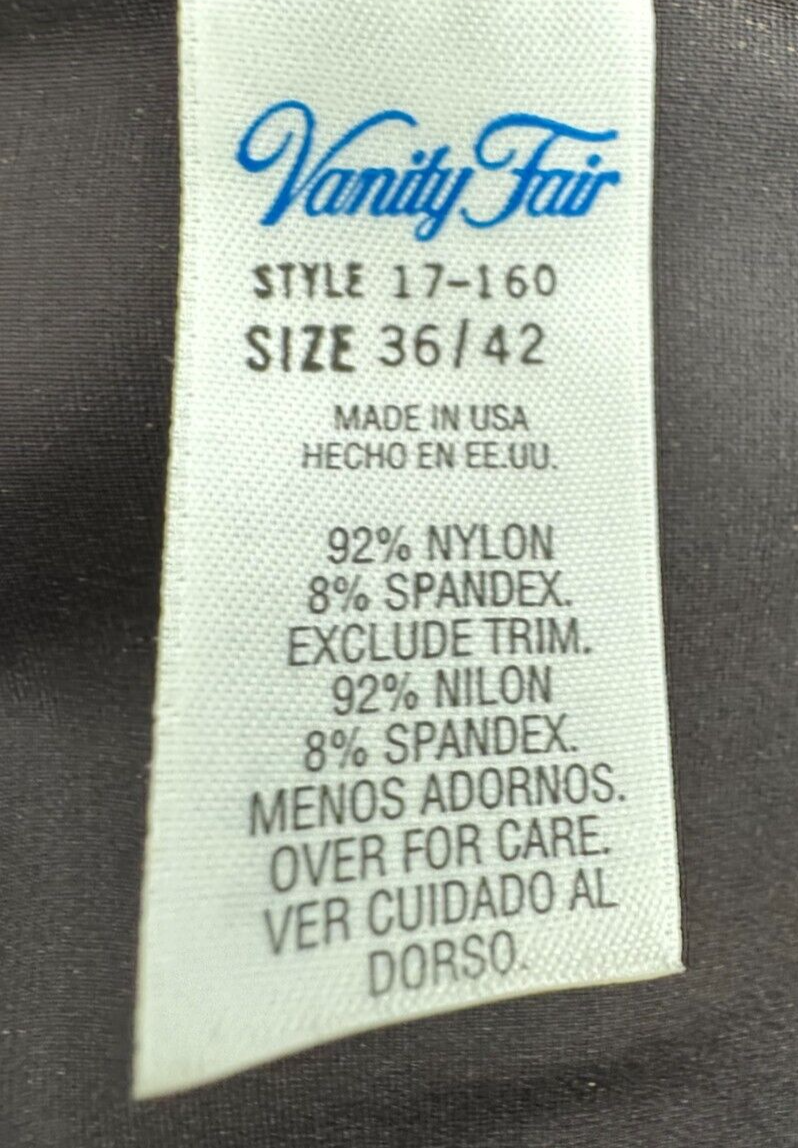 Vanity Fair
STYLE 17-160
SIZE 36/42
MADE IN USA
HECHO EN EE.UU.
92% NYLON
8% SPANDEX.
EXCLUDE TRIM.
92% NILON
8% SPANDEX.
MENOS ADORNOS.
OVER FOR CARE.
VER CUIDADO AL
DORSO.